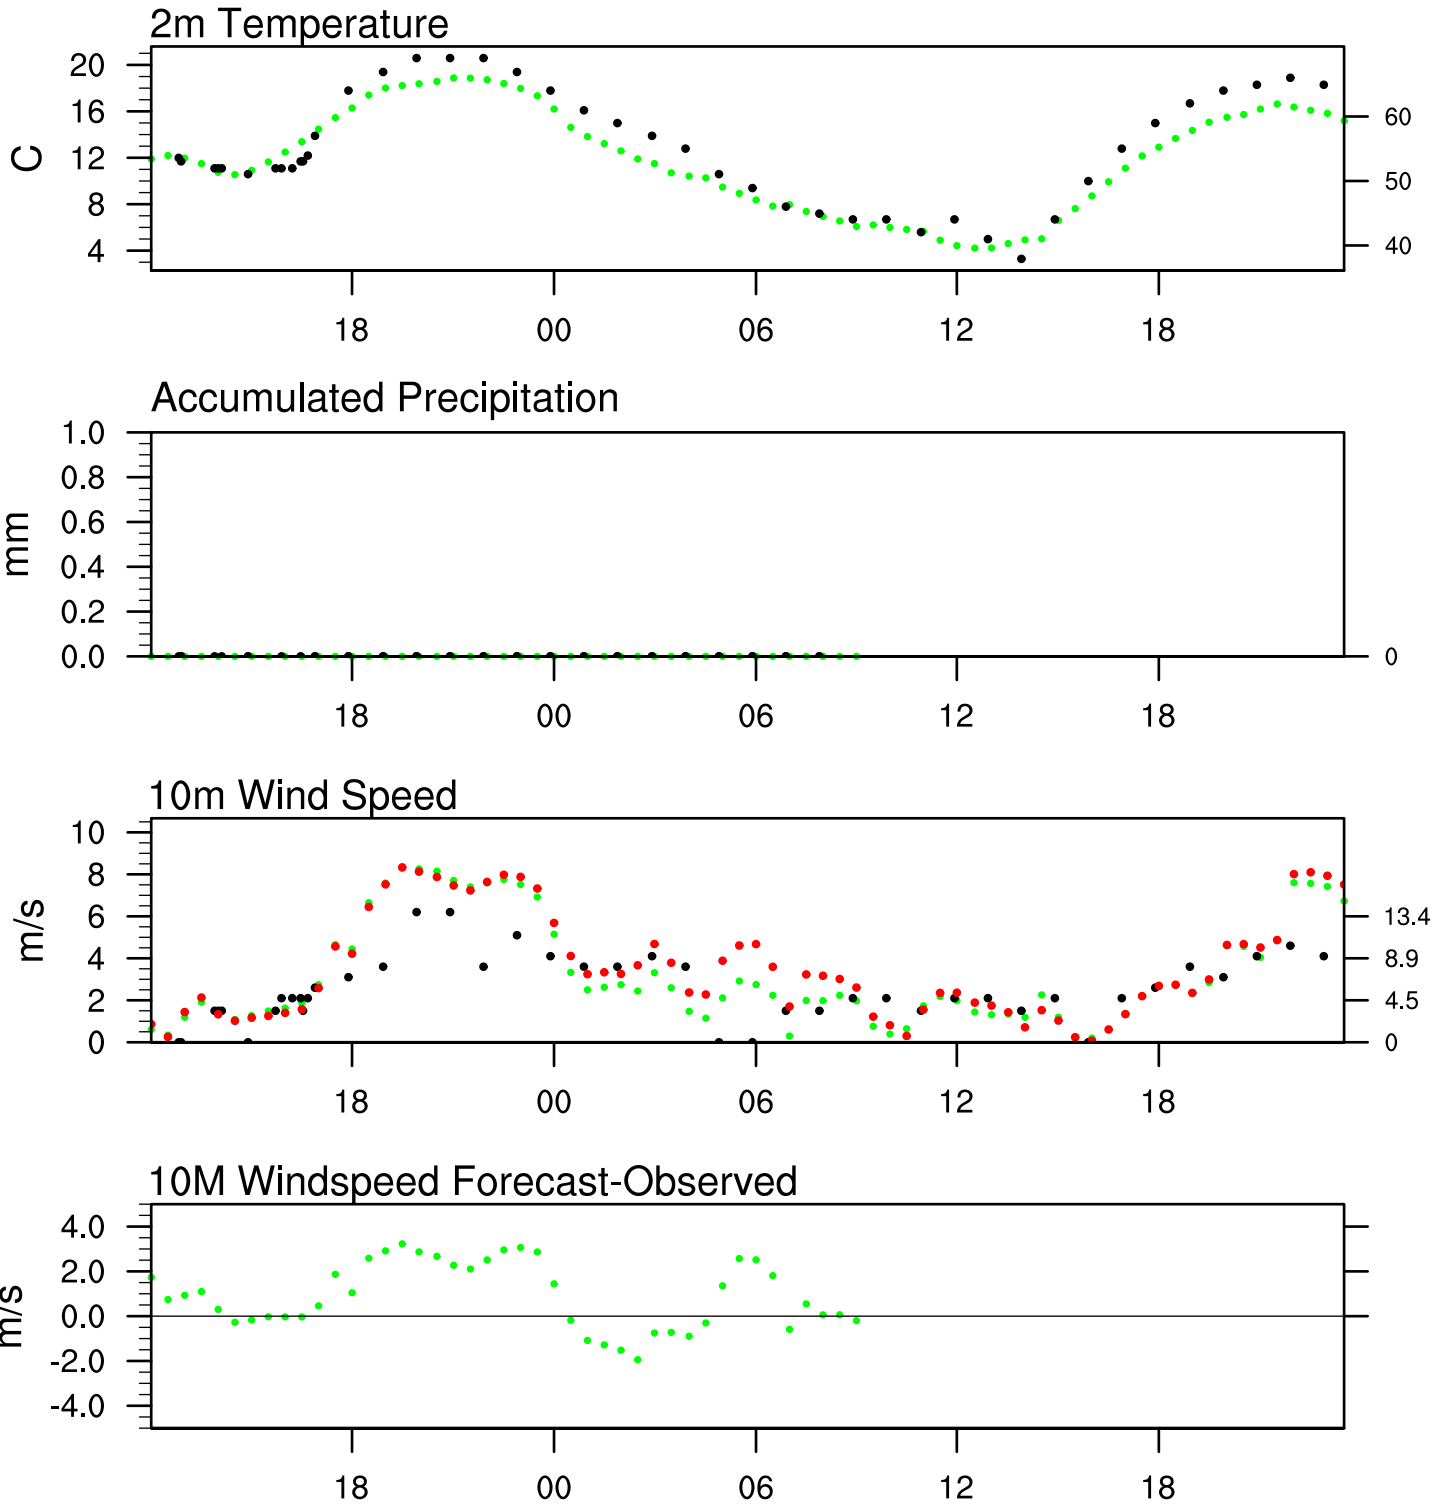 2m Temperature
20
16
12
8
4
C
60
50
40
18 00 06 12 18
Accumulated Precipitation
1.0
0.8
0.6
0.4
0.2
0.0
mm
0
18 00 06 12 18
10m Wind Speed
10
8
6
4
2
0
m/s
13.4
8.9
4.5
0
18 00 06 12 18
10M Windspeed Forecast-Observed
4.0
2.0
0.0
-2.0
-4.0
m/s
18 00 06 12 18